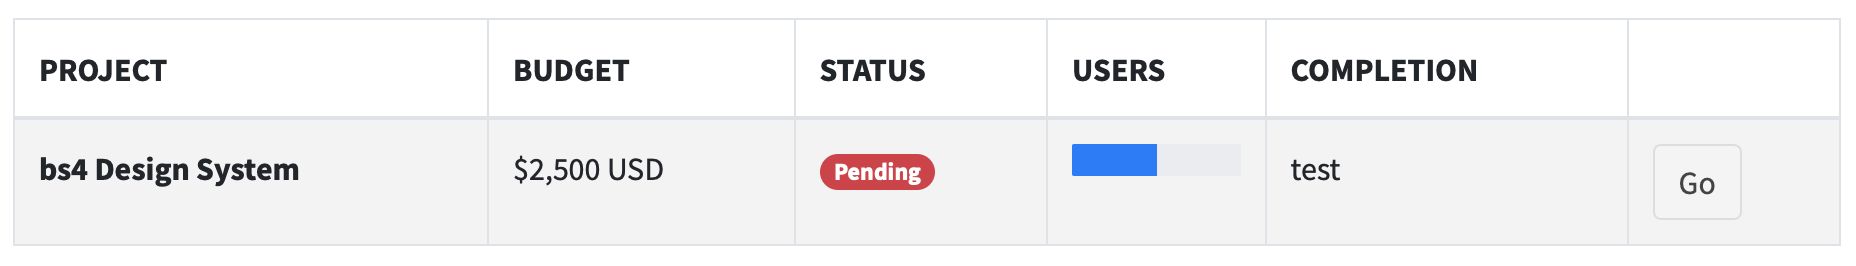 PROJECT BUDGET STATUS USERS COMPLETION
bs4 Design System $2,500 USD Pending test Go